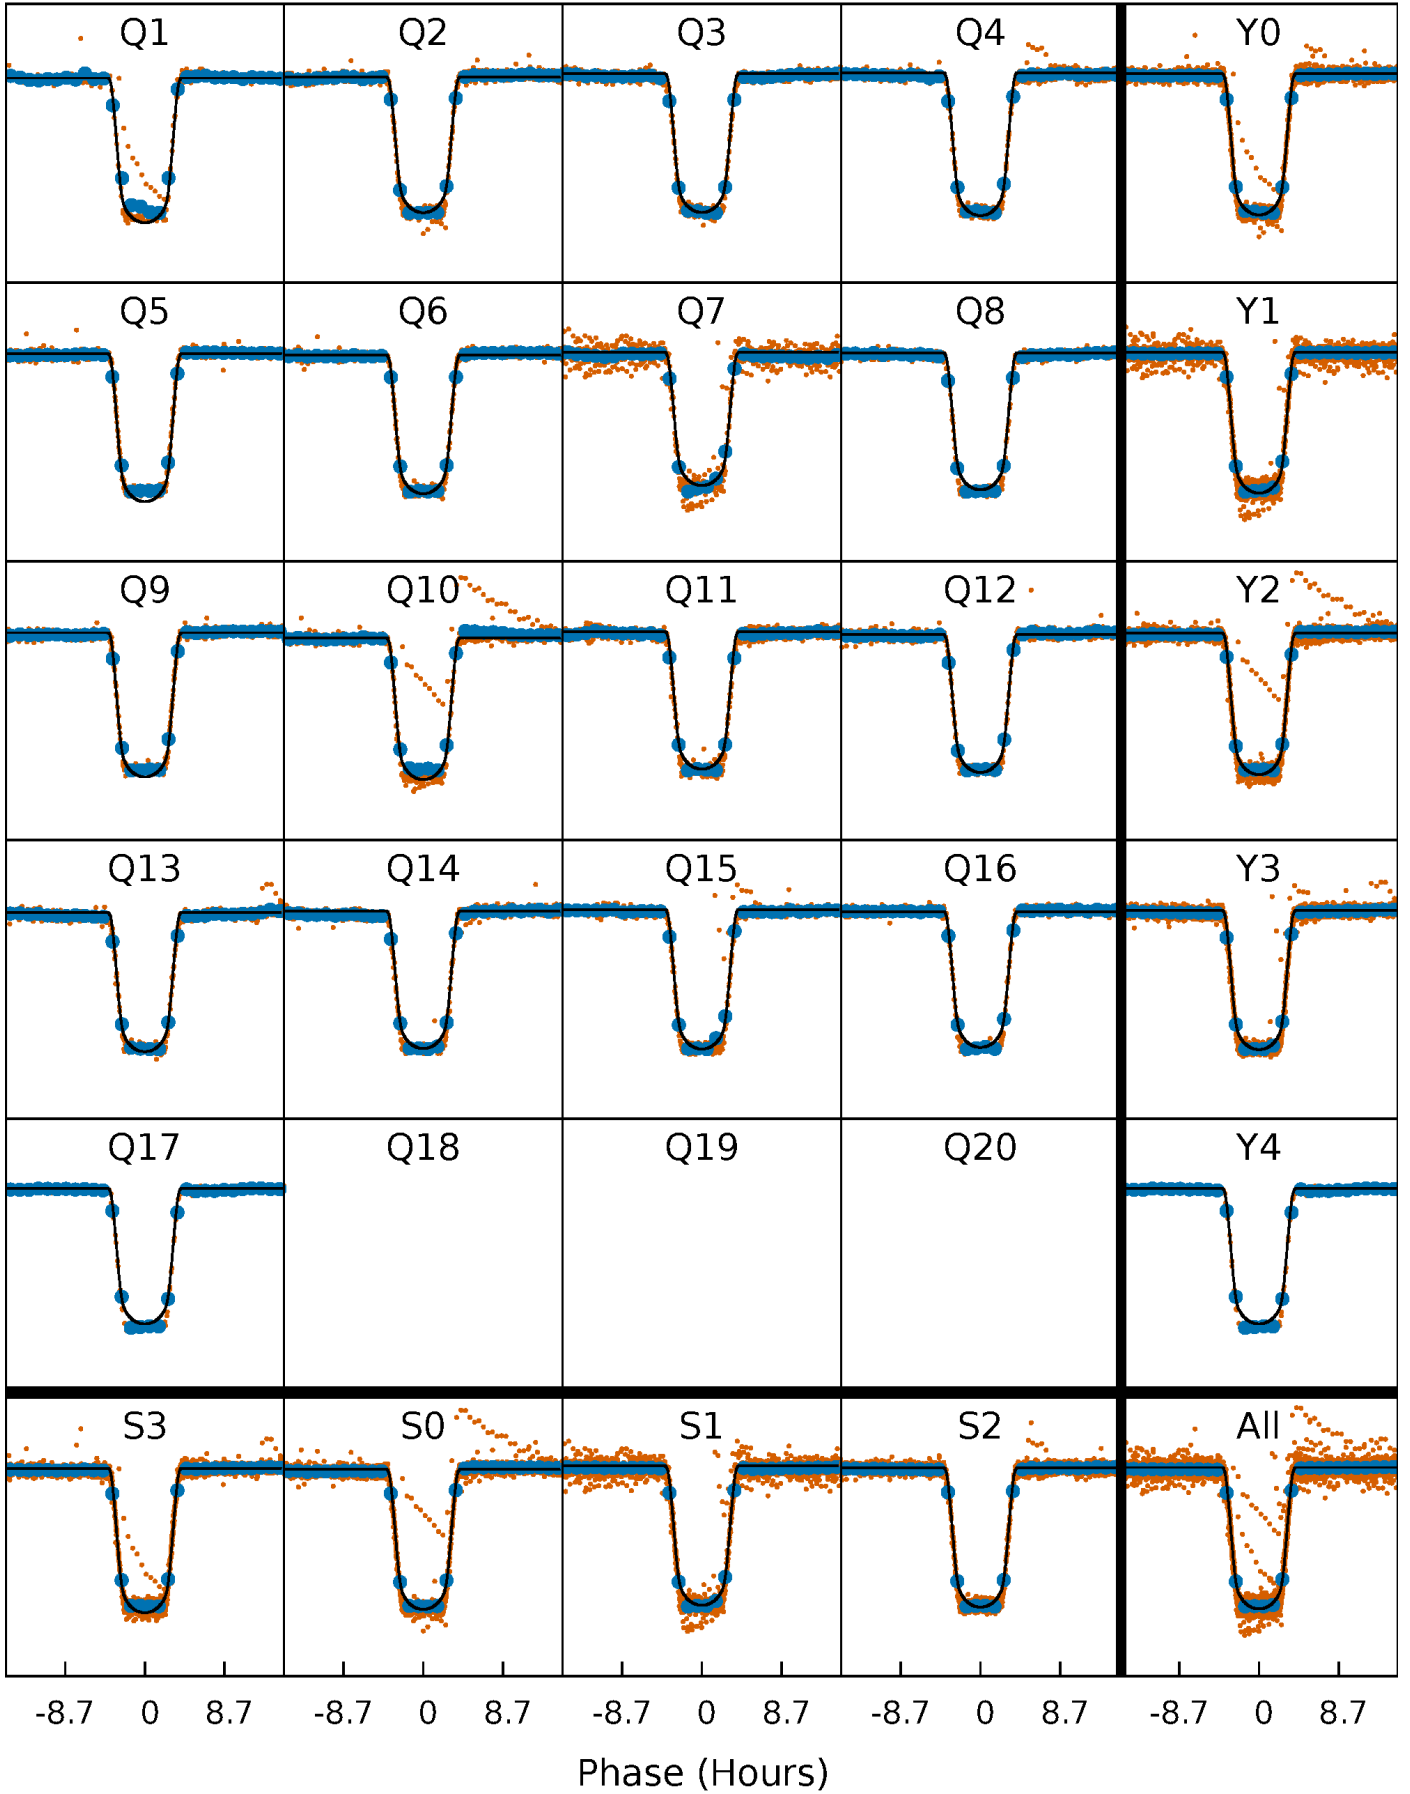 Q1 Q2 Q3 Q4 Y0
Q5 Q6 Q7 Q8 Y1
Q9 Q10 Q11 Q12 Y2
Q13 Q14 Q15 Q16 Y3
Q17 Q18 Q19 Q20 Y4
S3 S0 S1 S2 All
-8.7 0 8.7 -8.7 0 8.7 -8.7 0 8.7 -8.7 0 8.7 -8.7 0 8.7
Phase (Hours)